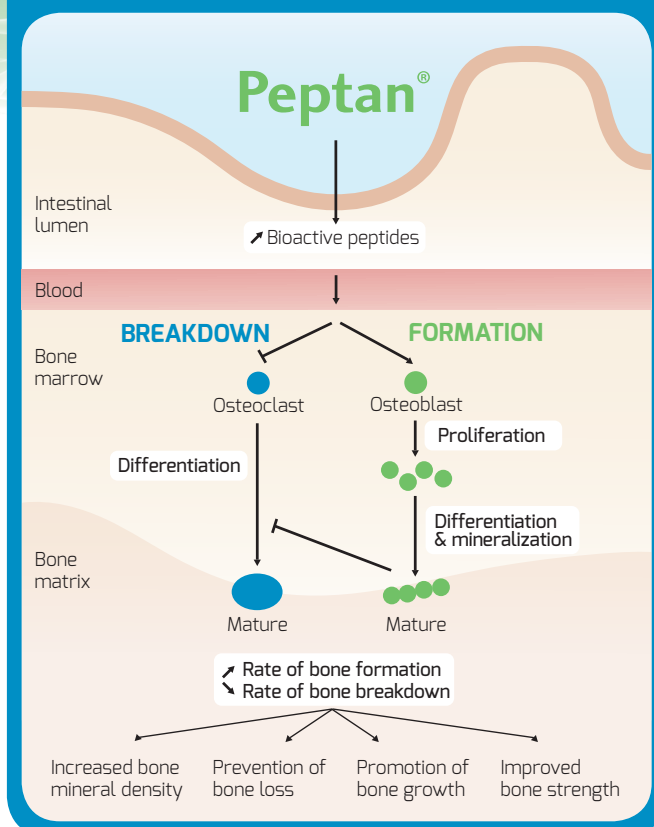 Peptan®
Intestinal
lumen
↗ Bioactive peptides
Blood
BREAKDOWN
FORMATION
Bone
marrow
Osteoclast
Osteoblast
Proliferation
Differentiation
Differentiation
& mineralization
Bone
matrix
Mature
Mature
↗ Rate of bone formation
↘ Rate of bone breakdown
Increased bone
mineral density
Prevention of
bone loss
Promotion of
bone growth
Improved
bone strength